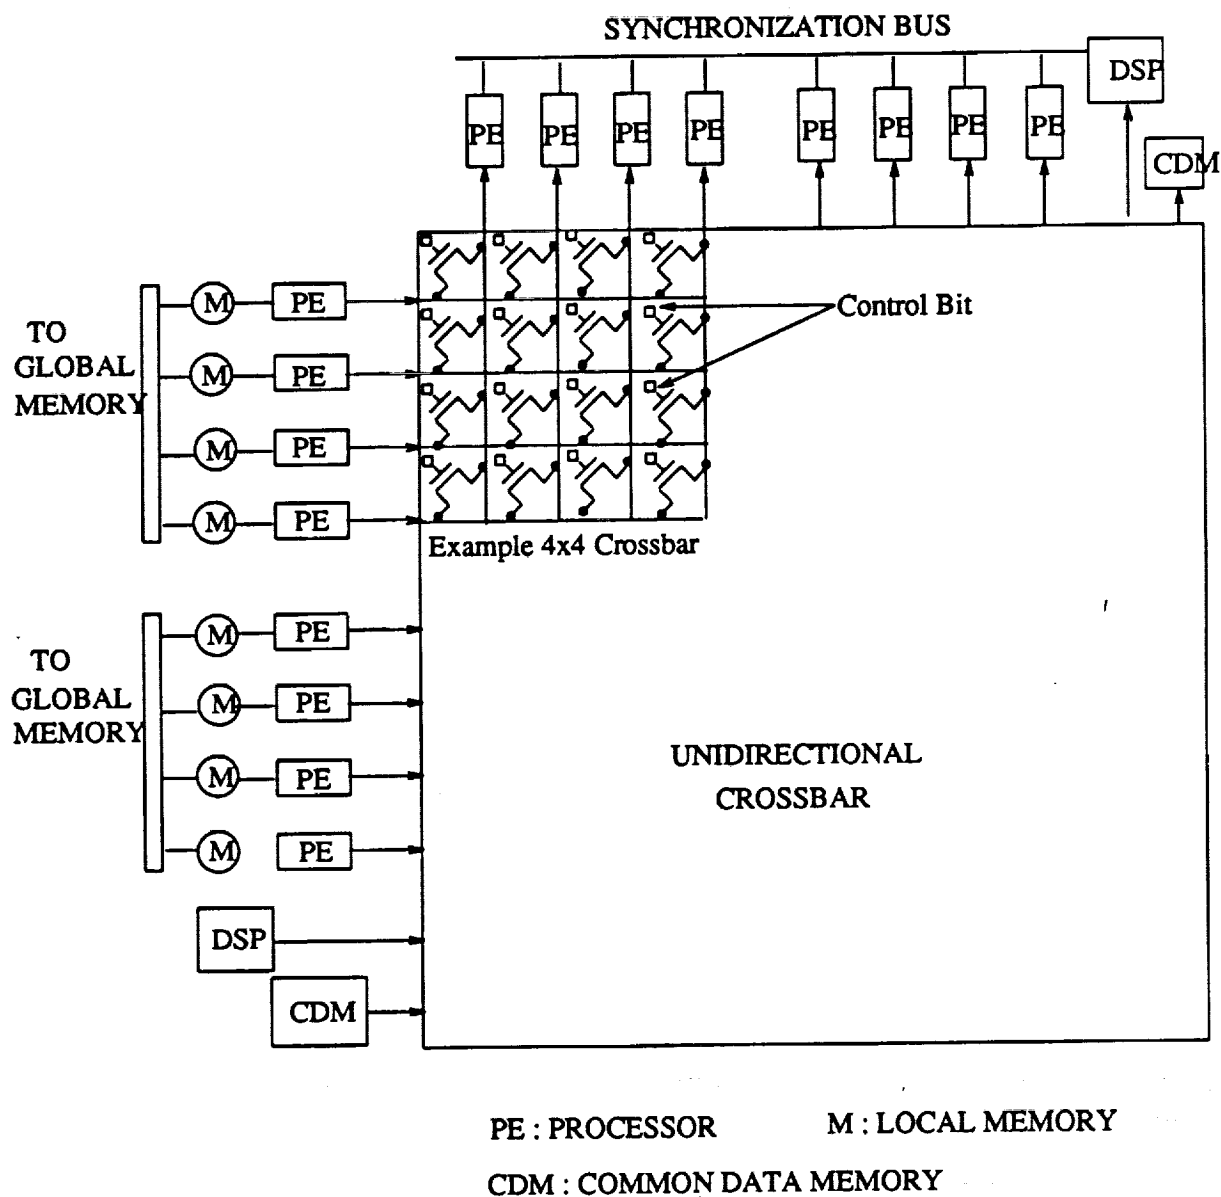 SYNCHRONIZATION BUS
DSP
PE PE PE PE PE PE PE PE
CDM
M PE
Control Bit
TO
GLOBAL
MEMORY
M PE
M PE
M PE
Example 4x4 Crossbar
M PE
TO
GLOBAL
MEMORY
M PE
M PE
M PE
UNIDIRECTIONAL
CROSSBAR
DSP
CDM
PE : PROCESSOR
M : LOCAL MEMORY
CDM : COMMON DATA MEMORY